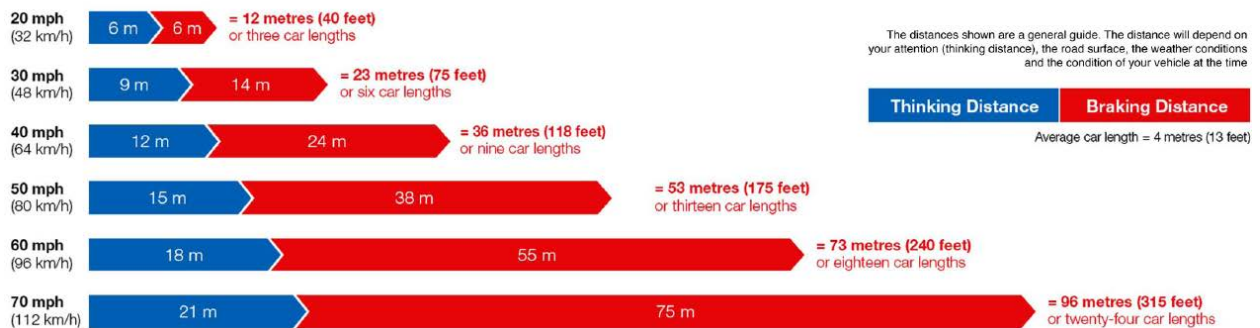 20 mph
(32 km/h)
6 m
6 m
= 12 metres (40 feet)
or three car lengths
The distances shown are a general guide. The distance will depend on
your attention (thinking distance), the road surface, the weather conditions
and the condition of your vehicle at the time
30 mph
(48 km/h)
9 m
14 m
= 23 metres (75 feet)
or six car lengths
Thinking Distance
Braking Distance
Average car length = 4 metres (13 feet)
40 mph
(64 km/h)
12 m
24 m
= 36 metres (118 feet)
or nine car lengths
50 mph
(80 km/h)
15 m
38 m
= 53 metres (175 feet)
or thirteen car lengths
60 mph
(96 km/h)
18 m
55 m
= 73 metres (240 feet)
or eighteen car lengths
70 mph
(112 km/h)
21 m
75 m
= 96 metres (315 feet)
or twenty-four car lengths